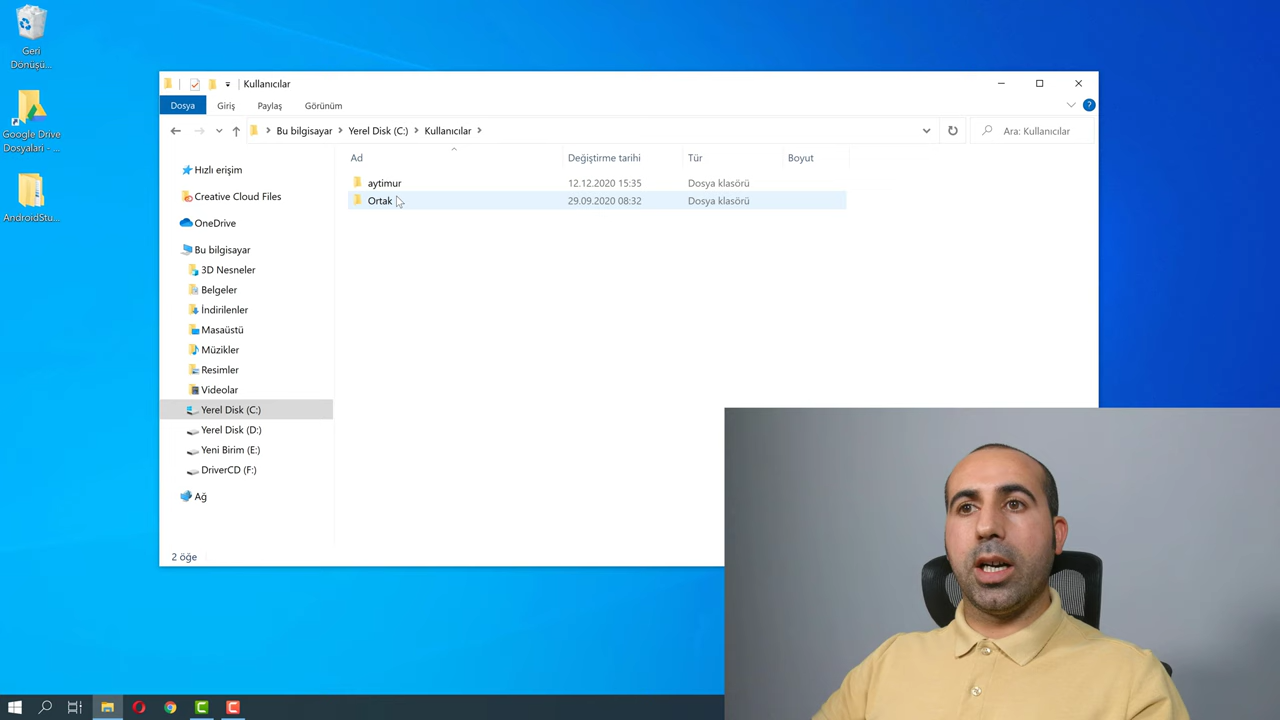 Geri
Dönüşü...
Google Drive
Dosyaları - ...
AndroidStu...
Kullanıcılar
Dosya
Giriş
Paylaş
Görünüm
Bu bilgisayar
Yerel Disk (C:)
Kullanıcılar
Ara: Kullanıcılar
Ad
Değiştirme tarihi
Tür
Boyut
aytimur
12.12.2020 15:35
Dosya klasörü
Ortak
29.09.2020 08:32
Dosya klasörü
Hızlı erişim
Creative Cloud Files
OneDrive
Bu bilgisayar
3D Nesneler
Belgeler
İndirilenler
Masaüstü
Müzikler
Resimler
Videolar
Yerel Disk (C:)
Yerel Disk (D:)
Yeni Birim (E:)
DriverCD (F:)
Ağ
2 öğe